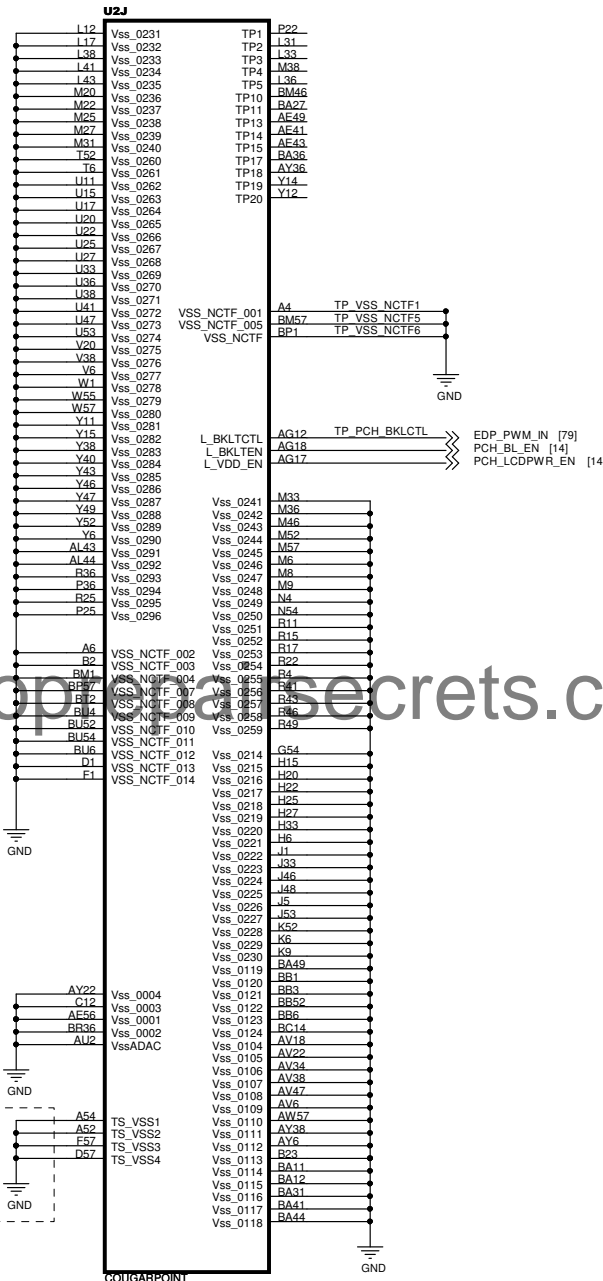 U2J
L12 Vss_0231
L17 Vss_0232
L38 Vss_0233
L41 Vss_0234
L43 Vss_0235
M20 Vss_0236
M22 Vss_0237
M25 Vss_0238
M27 Vss_0239
M31 Vss_0240
T52 Vss_0260
T6 Vss_0261
U11 Vss_0262
U15 Vss_0263
U17 Vss_0264
U20 Vss_0265
U22 Vss_0266
U25 Vss_0267
U27 Vss_0268
U33 Vss_0269
U36 Vss_0270
U38 Vss_0271
U41 Vss_0272
U47 Vss_0273
U53 Vss_0274
V20 Vss_0275
V38 Vss_0276
V6 Vss_0277
W1 Vss_0278
W55 Vss_0279
W57 Vss_0280
Y11 Vss_0281
Y15 Vss_0282
Y38 Vss_0283
Y40 Vss_0284
Y43 Vss_0285
Y46 Vss_0286
Y47 Vss_0287
Y49 Vss_0288
Y52 Vss_0289
Y6 Vss_0290
AL43 Vss_0291
AL44 Vss_0292
R36 Vss_0293
P36 Vss_0294
R25 Vss_0295
P25 Vss_0296
A6 VSS_NCTF_002
B2 VSS_NCTF_003
BM1 VSS_NCTF_004
BP57 VSS_NCTF_007
BT2 VSS_NCTF_008
BU4 VSS_NCTF_009
BU52 VSS_NCTF_010
BU54 VSS_NCTF_011
BU6 VSS_NCTF_012
D1 VSS_NCTF_013
F1 VSS_NCTF_014
GND
AY22 Vss_0004
C12 Vss_0003
AE56 Vss_0001
BR36 Vss_0002
AU2 VssADAC
GND
A54 TS_VSS1
A52 TS_VSS2
F57 TS_VSS3
D57 TS_VSS4
GND
TP1 P22
TP2 L31
TP3 L33
TP4 M38
TP5 L36
TP10 BM46
TP11 BA27
TP13 AE49
TP14 AE41
TP15 AE43
TP17 BA36
TP18 AY36
TP19 Y14
TP20 Y12
VSS_NCTF_001 A4 TP_VSS_NCTF1
VSS_NCTF_005 BM57 TP_VSS_NCTF5
VSS_NCTF BP1 TP_VSS_NCTF6
GND
L_BKLTCTL AG12 TP_PCH_BKLCTL EDP_PWM_IN [79]
L_BKLTEN AG18 PCH_BL_EN [14]
L_VDD_EN AG17 PCH_LCDPWR_EN [14
Vss_0241 M33
Vss_0242 M36
Vss_0243 M46
Vss_0244 M52
Vss_0245 M57
Vss_0246 M6
Vss_0247 M8
Vss_0248 M9
Vss_0249 N4
Vss_0250 N54
Vss_0251 R11
Vss_0252 R15
Vss_0253 R17
Vss_0254 R22
Vss_0255 R4
Vss_0256 R41
Vss_0257 R43
Vss_0258 R46
Vss_0259 R49
Vss_0214 G54
Vss_0215 H15
Vss_0216 H20
Vss_0217 H22
Vss_0218 H25
Vss_0219 H27
Vss_0220 H33
Vss_0221 H6
Vss_0222 J1
Vss_0223 J33
Vss_0224 J46
Vss_0225 J48
Vss_0226 J5
Vss_0227 J53
Vss_0228 K52
Vss_0229 K6
Vss_0230 K9
Vss_0119 BA49
Vss_0120 BB1
Vss_0121 BB3
Vss_0122 BB52
Vss_0123 BB6
Vss_0124 BC14
Vss_0104 AV18
Vss_0105 AV22
Vss_0106 AV34
Vss_0107 AV38
Vss_0108 AV47
Vss_0109 AV6
Vss_0110 AW57
Vss_0111 AY38
Vss_0112 AY6
Vss_0113 B23
Vss_0114 BA11
Vss_0115 BA12
Vss_0116 BA31
Vss_0117 BA41
Vss_0118 BA44
GND
COUGARPOINT
oprepairsecrets.c